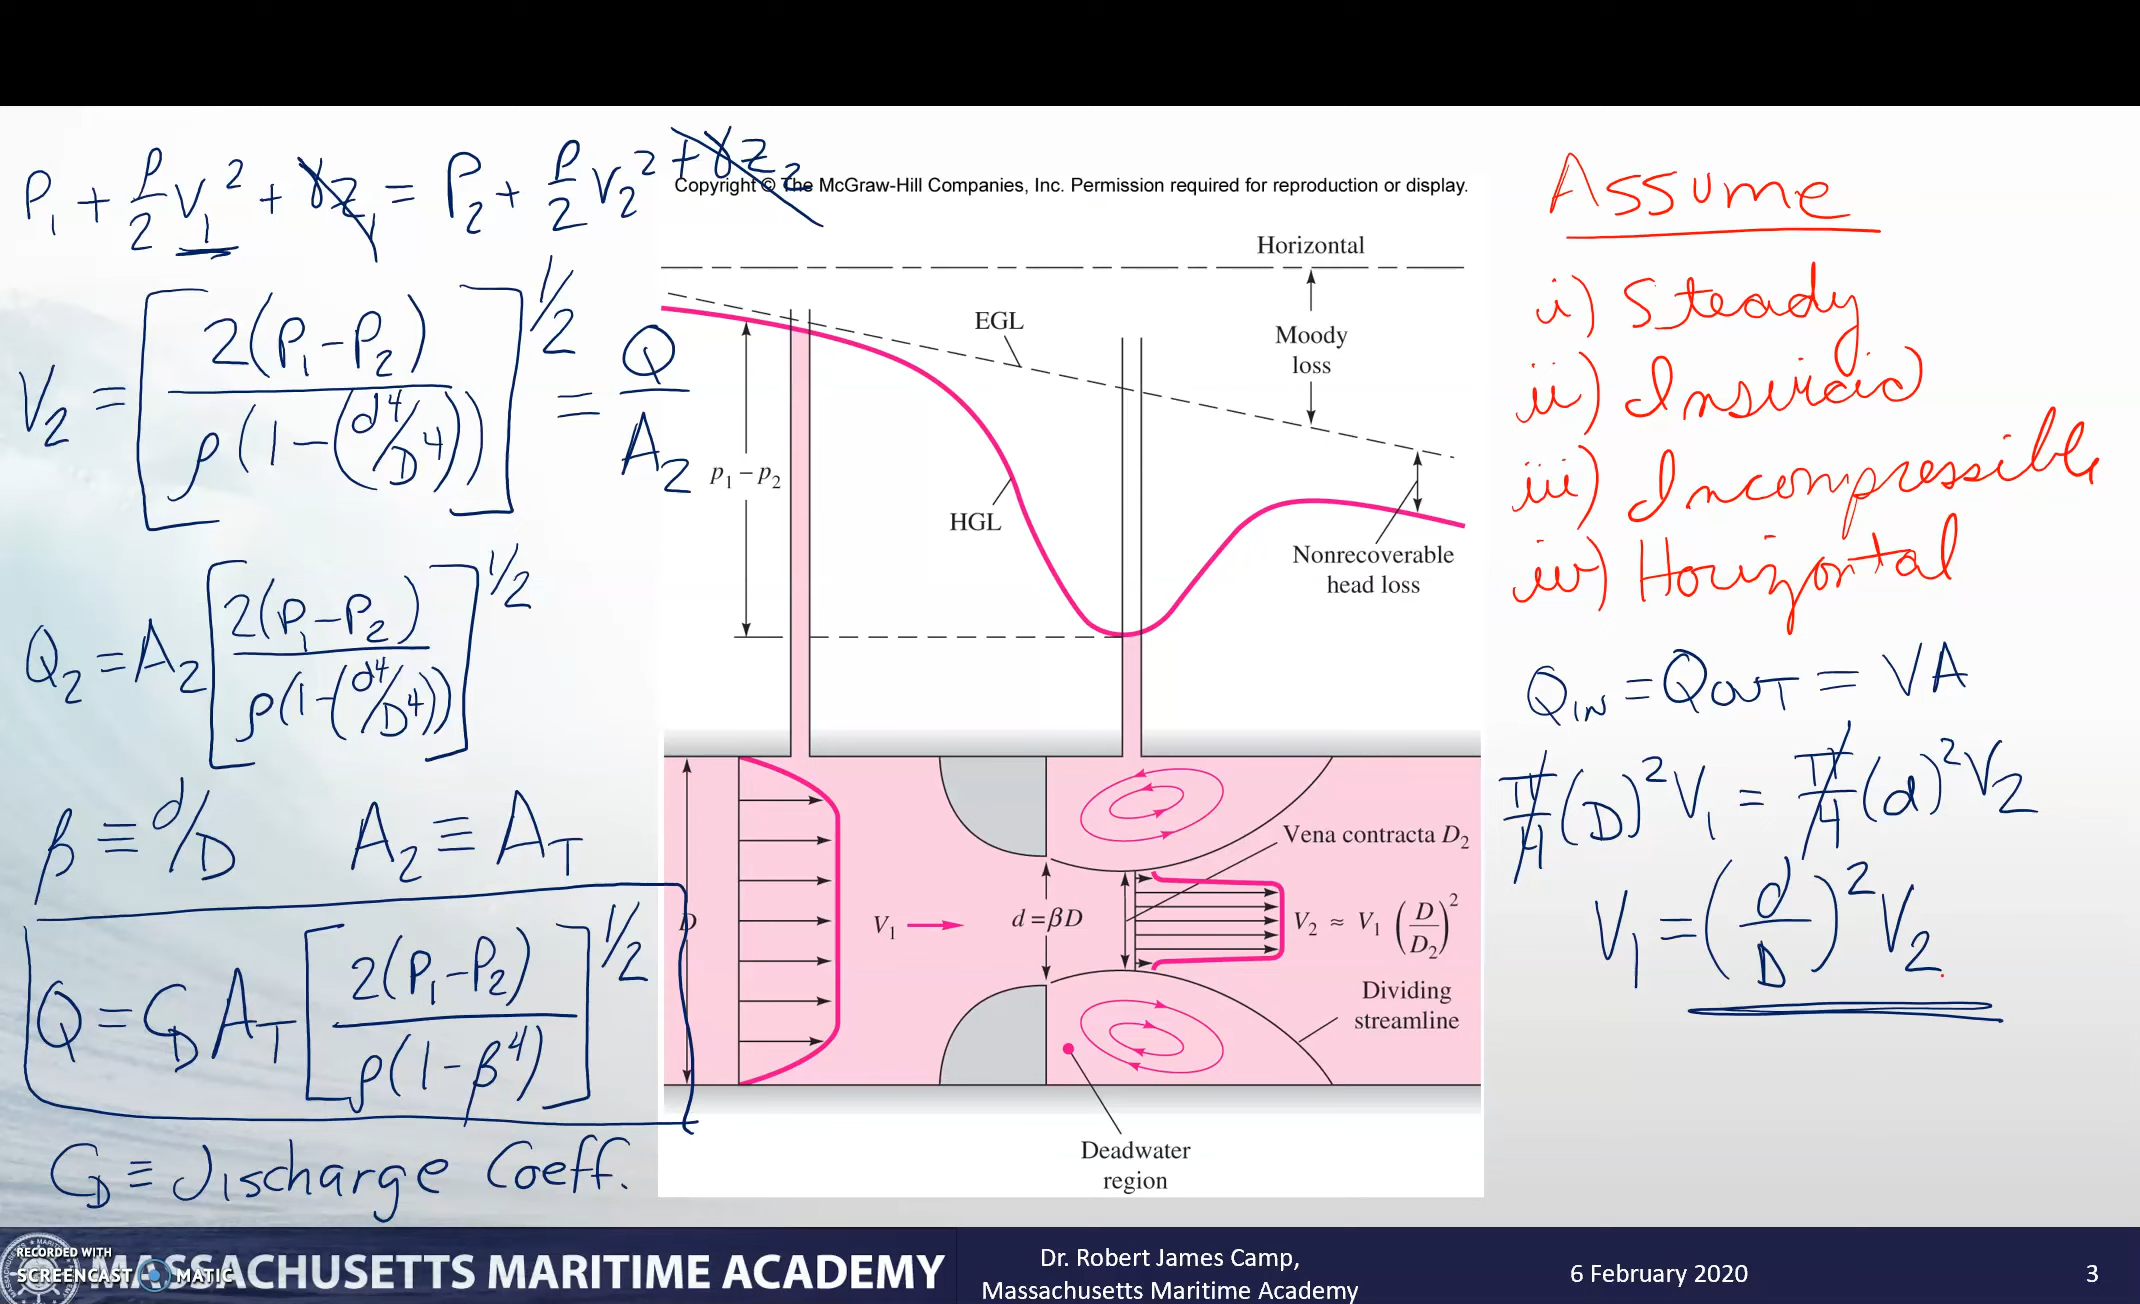 P₁ + ρ/2 V₁² + γz₁ = P₂ + ρ/2 V₂² + γz₂
Copyright © The McGraw-Hill Companies, Inc. Permission required for reproduction or display.
V₂ = [2(P₁-P₂) / ρ(1-(d⁴/D⁴))]^1/2 = Q/A₂
Q₂ = A₂ [2(P₁-P₂) / ρ(1-(d⁴/D⁴))]^1/2
β ≡ d/D A₂ ≡ A_T
Q = C_D A_T [2(P₁-P₂) / ρ(1-β⁴)]^1/2
C_D ≡ Discharge Coeff.
Horizontal
EGL
Moody
loss
p₁ – p₂
HGL
Nonrecoverable
head loss
Vena contracta D₂
D
V₁
d = βD
V₂ ≈ V₁ (D/D₂)²
Dividing
streamline
Deadwater
region
Assume
i) Steady
ii) Insvicid
iii) Incompressible
iv) Horizontal
Q_IN = Q_OUT = VA
π/4 (D)² V₁ = π/4 (d)² V₂
V₁ = (d/D)² V₂
RECORDED WITH
SCREENCAST MATIC
MASSACHUSETTS MARITIME ACADEMY
Dr. Robert James Camp,
Massachusetts Maritime Academy
6 February 2020
3